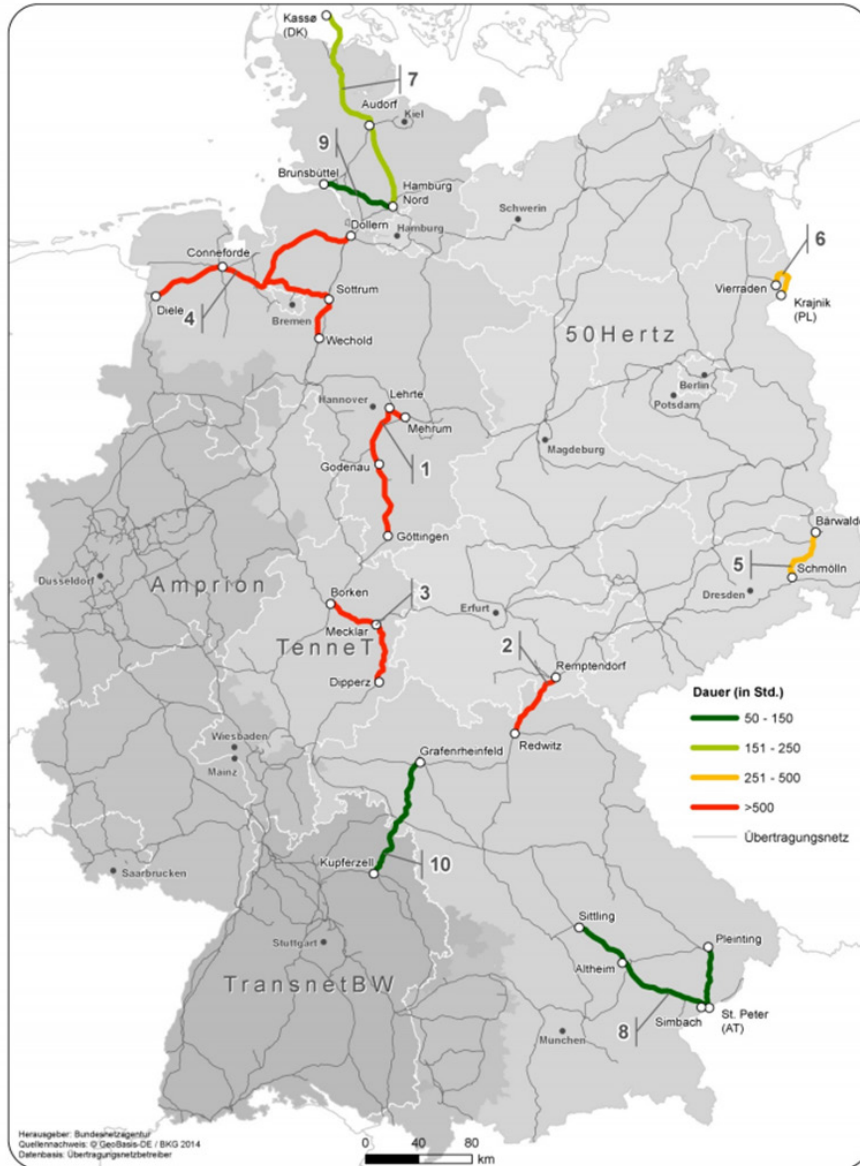 Kassø
(DK)
7
Audorf
Kiel
9
Brunsbüttel
Hamburg
Nord
Schwerin
Dollern
Hamburg
Conneforde
6
Vierraden
Krajnik
(PL)
Diele
4
Sottrum
Bremen
50Hertz
Wechold
Berlin
Potsdam
Hannover
Lehrte
Mehrum
Magdeburg
Godenau
1
Göttingen
Bärwalde
5
Schmölln
Dusseldorf
Amprion
Borken
3
Erfurt
Dresden
Mecklar
TenneT
2
Remptendorf
Dipperz
Dauer (in Std.)
50 - 150
151 - 250
251 - 500
>500
Übertragungsnetz
Wiesbaden
Mainz
Redwitz
Grafenrheinfeld
10
Kupferzell
Saarbrucken
Sittling
Pleinting
Stuttgart
Altheim
TransnetBW
8
Simbach
St. Peter
(AT)
Munchen
Herausgeber: Bundesnetzagentur
Quellennachweis: © GeoBasis-DE / BKG 2014
Datenbasis: Übertragungsnetzbetreiber
0 40 80
km